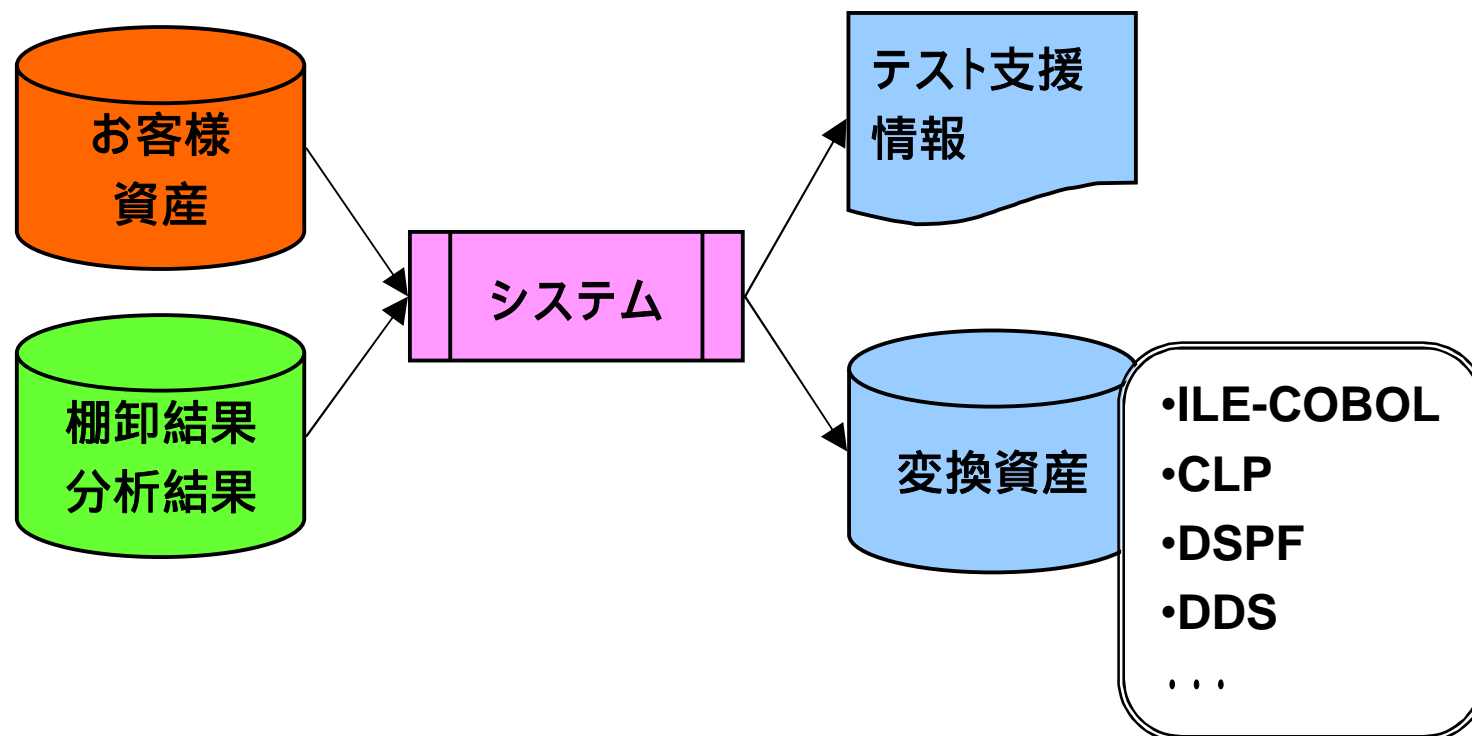 お客様
資産
棚卸結果
分析結果
システム
テスト支援
情報
変換資産
•ILE-COBOL
•CLP
•DSPF
•DDS
･･･